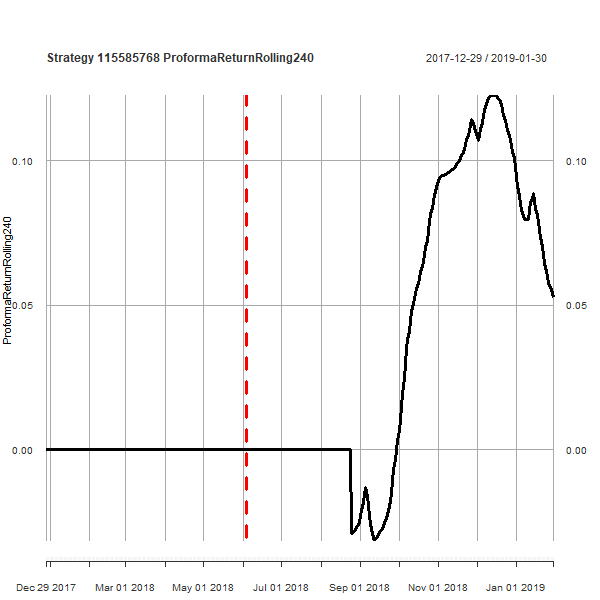 Strategy 115585768 ProformaReturnRolling240
2017-12-29 / 2019-01-30
ProformaReturnRolling240
0.10
0.10
0.05
0.05
0.00
0.00
Dec 29 2017
Mar 01 2018
May 01 2018
Jul 01 2018
Sep 01 2018
Nov 01 2018
Jan 01 2019